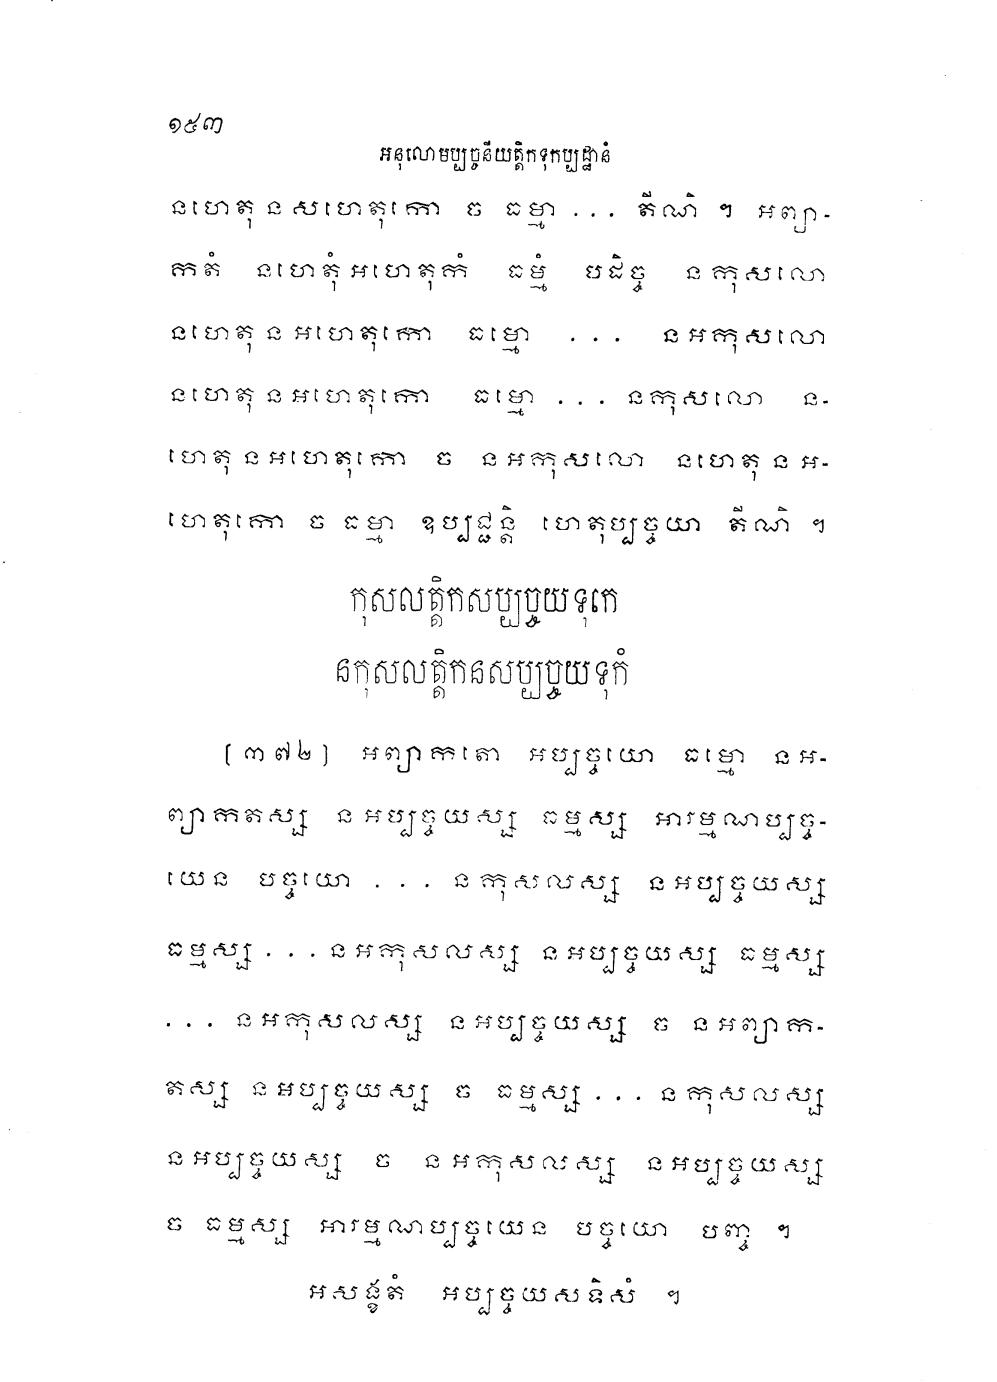 ១៥៣
អនុលោមប្បច្ចនីយត្តិកទុកប្បដ្ឋានំ
នហេតុនសហេតុកោ ច ធម្មា ... តីណិ ។ អព្យា-
កតំ នហេតុំអហេតុកំ ធម្មំ បដិច្ច នកុសលោ
នហេតុនអហេតុកោ ធម្មោ ... នអកុសលោ
នហេតុនអហេតុកោ ធម្មោ ... នកុសលោ ន-
ហេតុនអហេតុកោ ច នអកុសលោ នហេតុនអ-
ហេតុកោ ច ធម្មា ឧប្បជ្ជន្តិ ហេតុប្បច្ចយា តីណិ ។
កុសលត្តិកសប្បច្ចយទុកេ
នកុសលត្តិកនសប្បច្ចយទុកំ
[៣៧២] អព្យាកតោ អប្បច្ចយោ ធម្មោ នអ-
ព្យាកតស្ស នអប្បច្ចយស្ស ធម្មស្ស អារម្មណប្បច្ច-
យេន បច្ចយោ ... នកុសលស្ស នអប្បច្ចយស្ស
ធម្មស្ស ... នអកុសលស្ស នអប្បច្ចយស្ស ធម្មស្ស
... នអកុសលស្ស នអប្បច្ចយស្ស ច នអព្យាក-
តស្ស នអប្បច្ចយស្ស ច ធម្មស្ស ... នកុសលស្ស
នអប្បច្ចយស្ស ច នអកុសលស្ស នអប្បច្ចយស្ស
ច ធម្មស្ស អារម្មណប្បច្ចយេន បច្ចយោ បញ្ច ។
អសង្ខតំ អប្បច្ចយសទិសំ ។